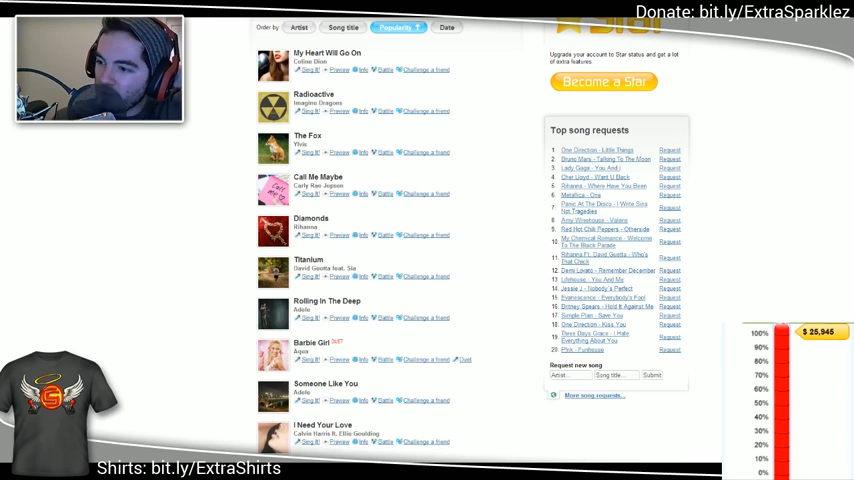 Donate: bit.ly/ExtraSparklez
Order by: Artist Song title Popularity Date
My Heart Will Go On
Celine Dion
Sing It! Preview Info Battle Challenge a friend
Radioactive
Imagine Dragons
Sing It! Preview Info Battle Challenge a friend
The Fox
Ylvis
Sing It! Preview Info Battle Challenge a friend
Call Me Maybe
Carly Rae Jepsen
Sing It! Preview Info Battle Challenge a friend
Diamonds
Rihanna
Sing It! Preview Info Battle Challenge a friend
Titanium
David Guetta feat. Sia
Sing It! Preview Info Battle Challenge a friend
Rolling In The Deep
Adele
Sing It! Preview Info Battle Challenge a friend
Barbie Girl DUET
Aqua
Sing It! Preview Info Battle Challenge a friend Duet
Someone Like You
Adele
Sing It! Preview Info Battle Challenge a friend
I Need Your Love
Calvin Harris ft. Ellie Goulding
Sing It! Preview Info Battle Challenge a friend
Upgrade your account to Star status and get a lot
of extra features
Become a Star
Top song requests
1. One Direction - Little Things Request
2. Bruno Mars - Talking To The Moon Request
3. Lady Gaga - You And I Request
4. Cher Lloyd - Want U Back Request
5. Rihanna - Where Have You Been Request
6. Metallica - One Request
7. Panic At The Disco - I Write Sins
Not Tragedies Request
8. Amy Winehouse - Valerie Request
9. Red Hot Chili Peppers - Otherside Request
10. My Chemical Romance - Welcome
To The Black Parade Request
11. Rihanna Ft. David Guetta - Who's
That Chick Request
12. Demi Lovato - Remember December Request
13. Lifehouse - You And Me Request
14. Jessie J - Nobody's Perfect Request
15. Evanescence - Everybody's Fool Request
16. Britney Spears - Hold It Against Me Request
17. Simple Plan - Save You Request
18. One Direction - Kiss You Request
19. Three Days Grace - I Hate
Everything About You Request
20. P!nk - Funhouse Request
Request new song
Artist... Song title... Submit
More song requests...
$ 25,945
100%
90%
80%
70%
60%
50%
40%
30%
20%
10%
0%
Shirts: bit.ly/ExtraShirts